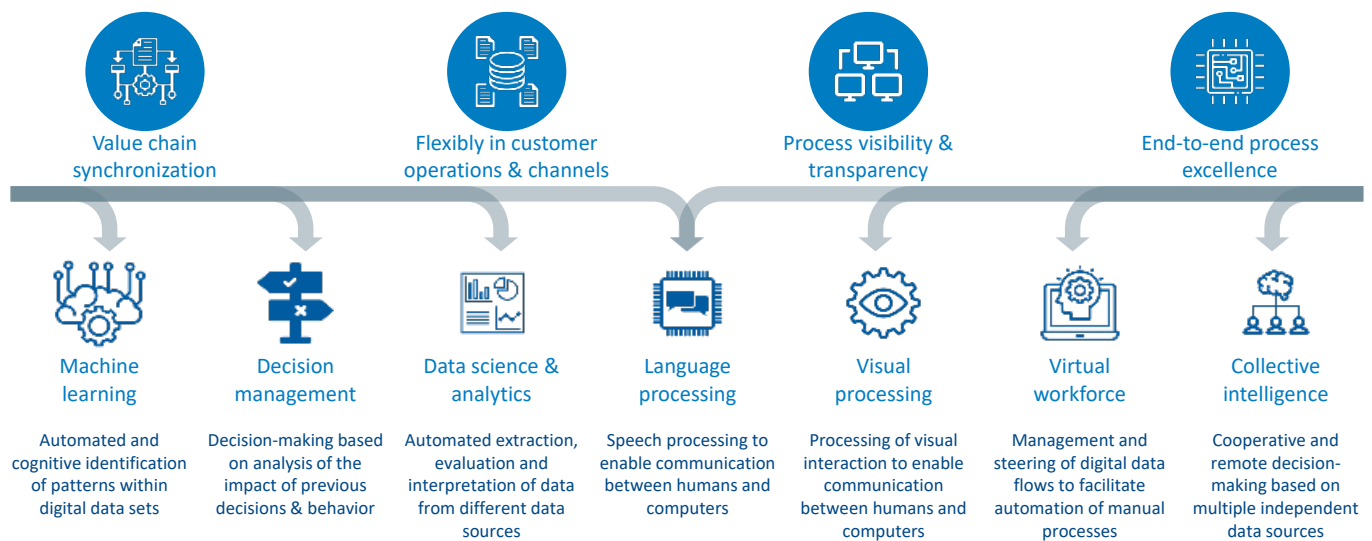 Value chain
synchronization
Flexibly in customer
operations & channels
Process visibility &
transparency
End-to-end process
excellence
Machine
learning
Decision
management
Data science &
analytics
Language
processing
Visual
processing
Virtual
workforce
Collective
intelligence
Automated and
cognitive identification
of patterns within
digital data sets
Decision-making based
on analysis of the
impact of previous
decisions & behavior
Automated extraction,
evaluation and
interpretation of data
from different data
sources
Speech processing to
enable communication
between humans and
computers
Processing of visual
interaction to enable
communication
between humans and
computers
Management and
steering of digital data
flows to facilitate
automation of manual
processes
Cooperative and
remote decision-
making based on
multiple independent
data sources